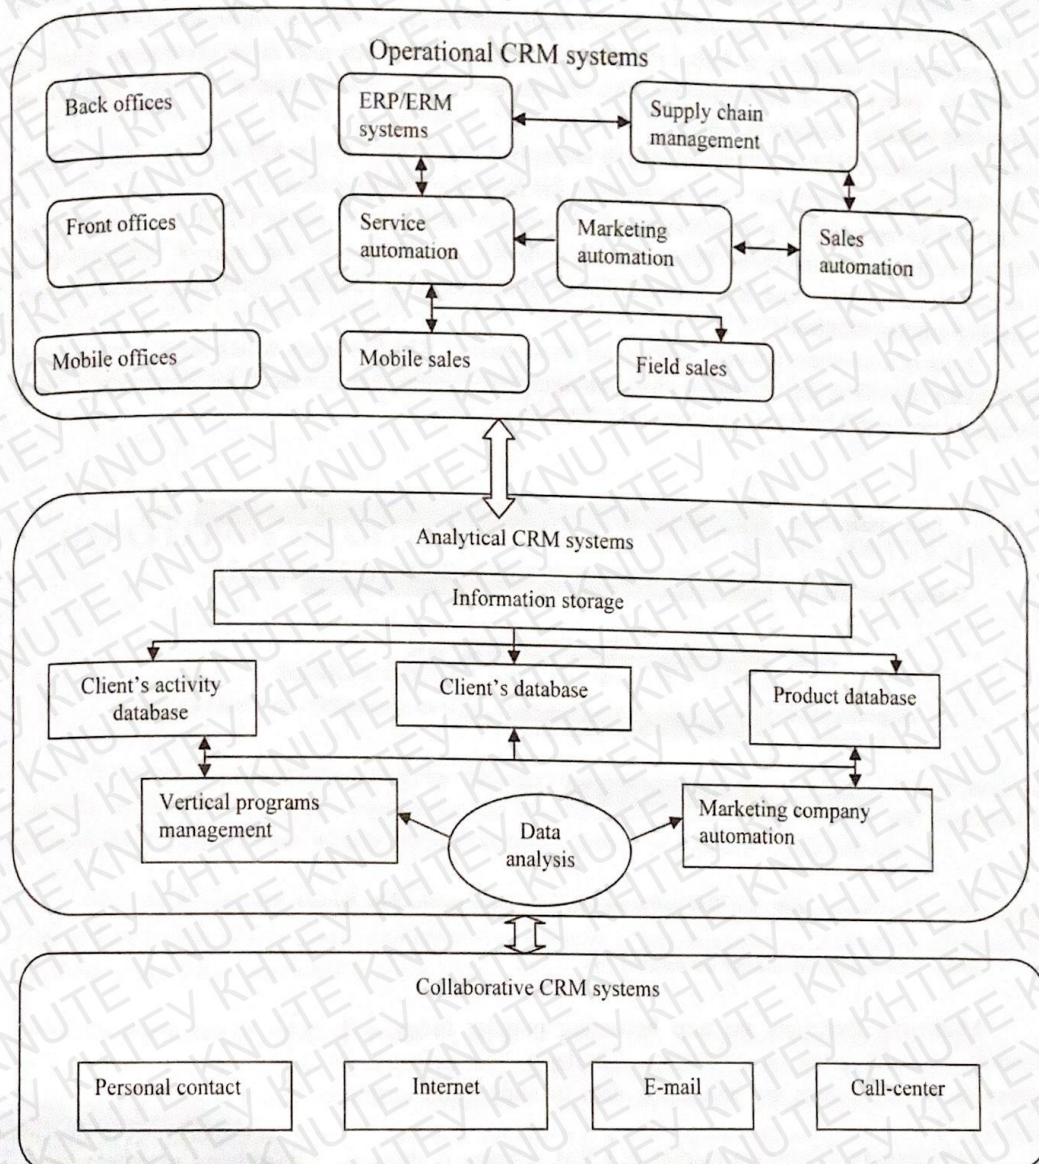 Operational CRM systems
Back offices
ERP/ERM
systems
Supply chain
management
Front offices
Service
automation
Marketing
automation
Sales
automation
Mobile offices
Mobile sales
Field sales
Analytical CRM systems
Information storage
Client's activity
database
Client's database
Product database
Vertical programs
management
Data
analysis
Marketing company
automation
Collaborative CRM systems
Personal contact
Internet
E-mail
Call-center
КНТЕУ KNUTE